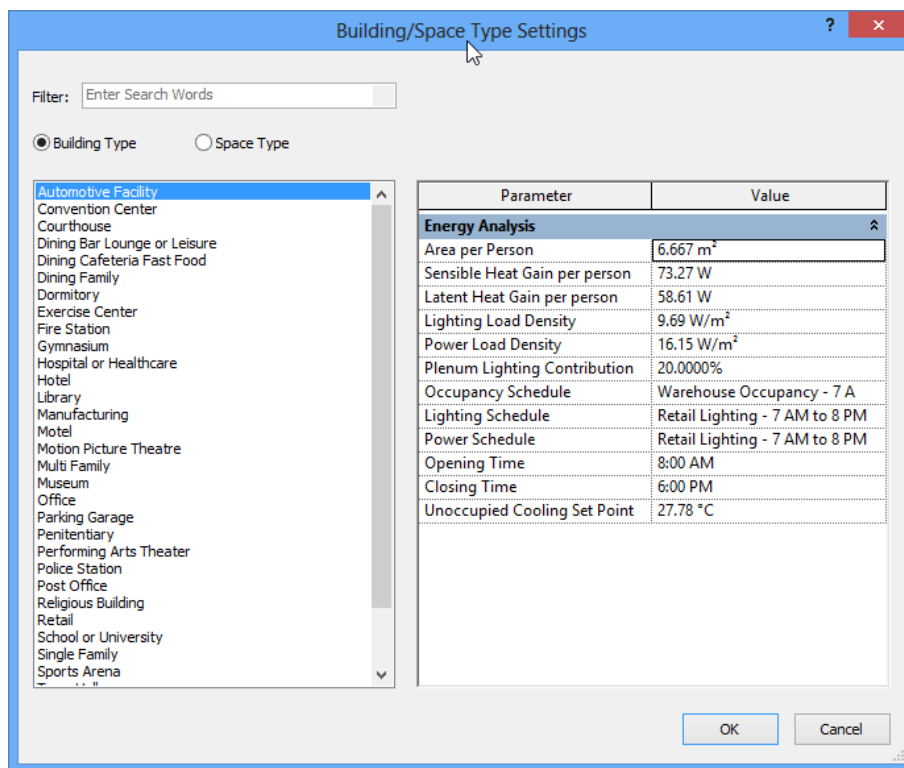 Building/Space Type Settings
?
Filter:
Enter Search Words
Building Type
Space Type
Automotive Facility
Convention Center
Courthouse
Dining Bar Lounge or Leisure
Dining Cafeteria Fast Food
Dining Family
Dormitory
Exercise Center
Fire Station
Gymnasium
Hospital or Healthcare
Hotel
Library
Manufacturing
Motel
Motion Picture Theatre
Multi Family
Museum
Office
Parking Garage
Penitentiary
Performing Arts Theater
Police Station
Post Office
Religious Building
Retail
School or University
Single Family
Sports Arena
Parameter Value
Energy Analysis
Area per Person 6.667 m²
Sensible Heat Gain per person 73.27 W
Latent Heat Gain per person 58.61 W
Lighting Load Density 9.69 W/m²
Power Load Density 16.15 W/m²
Plenum Lighting Contribution 20.0000%
Occupancy Schedule Warehouse Occupancy - 7 A
Lighting Schedule Retail Lighting - 7 AM to 8 PM
Power Schedule Retail Lighting - 7 AM to 8 PM
Opening Time 8:00 AM
Closing Time 6:00 PM
Unoccupied Cooling Set Point 27.78 °C
OK
Cancel